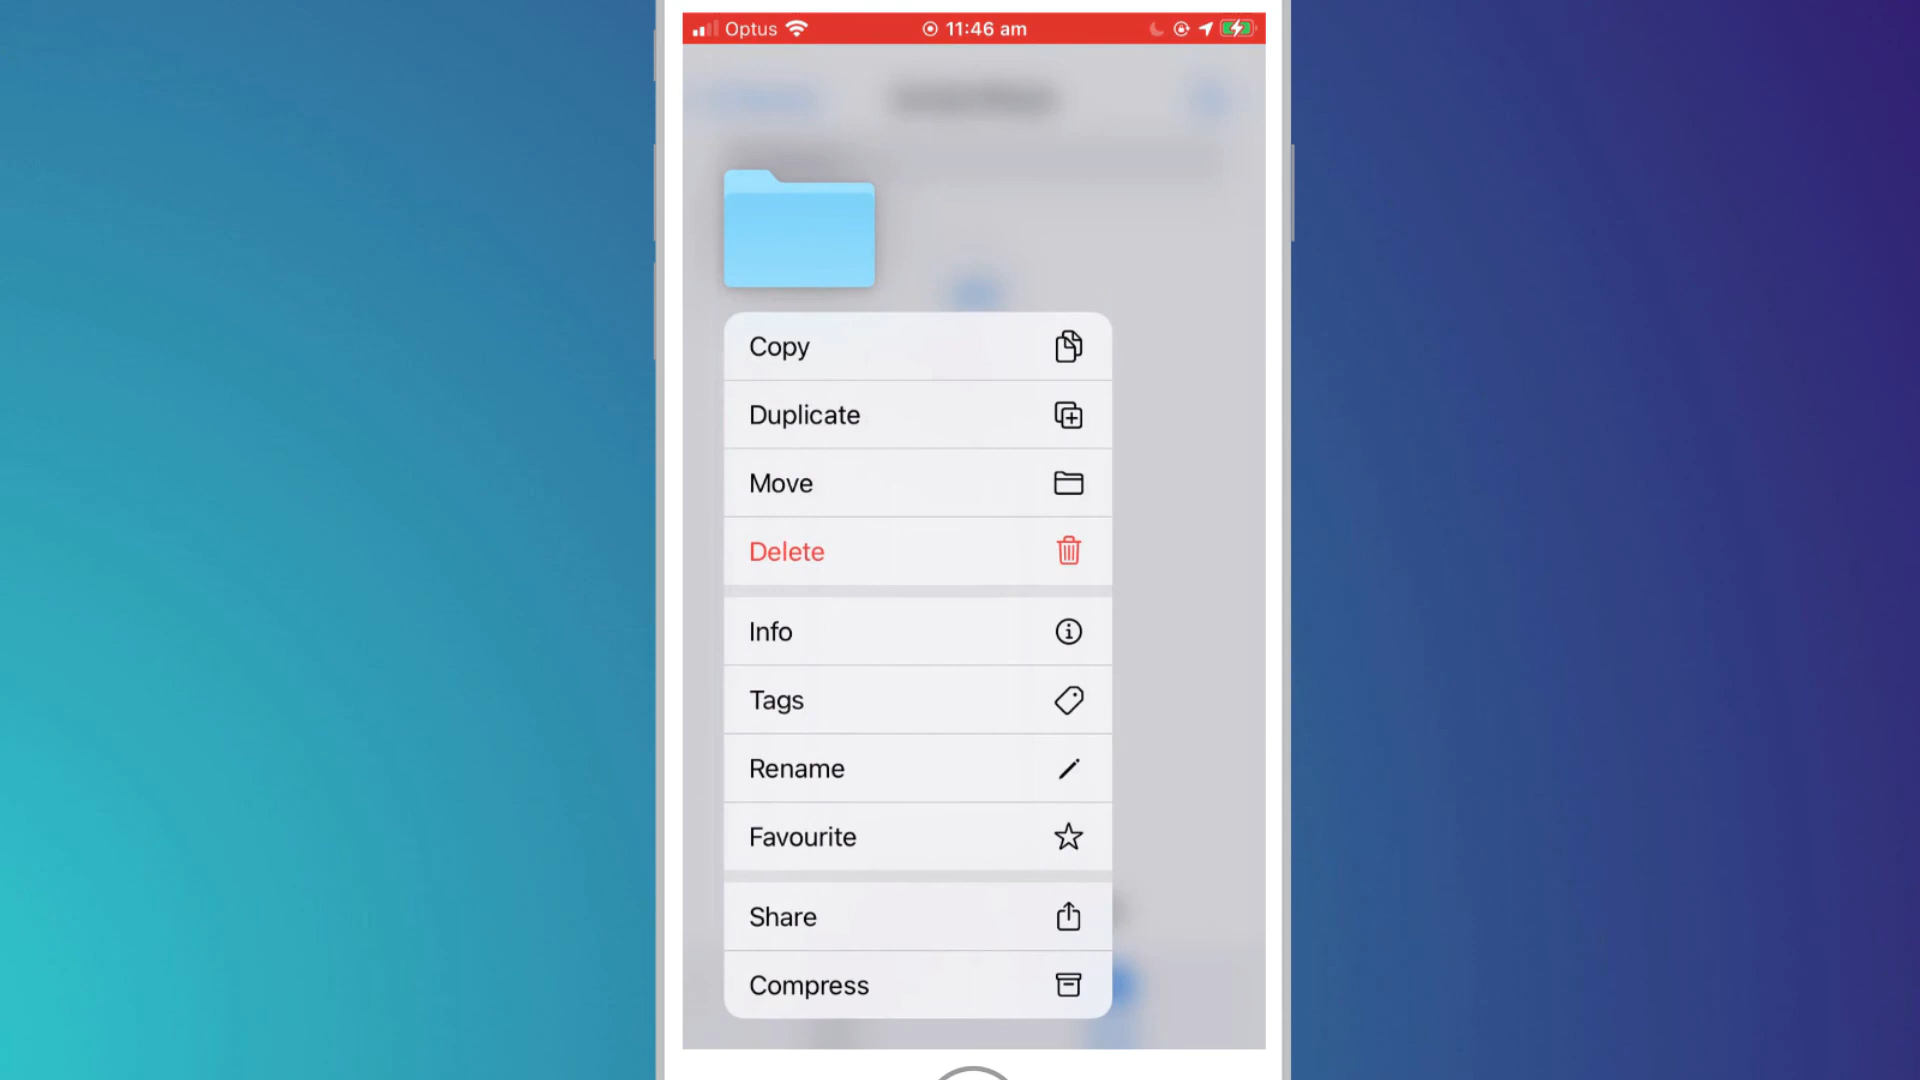 Optus 11:46 am
Copy
Duplicate
Move
Delete
Info
Tags
Rename
Favourite
Share
Compress